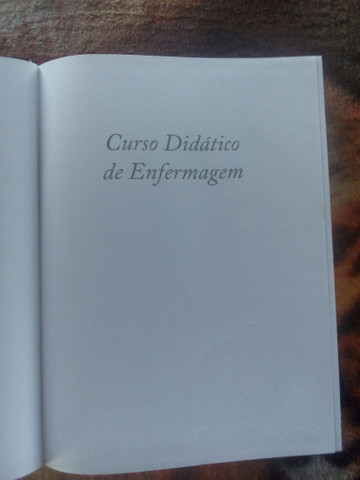 Curso Didático
de Enfermagem